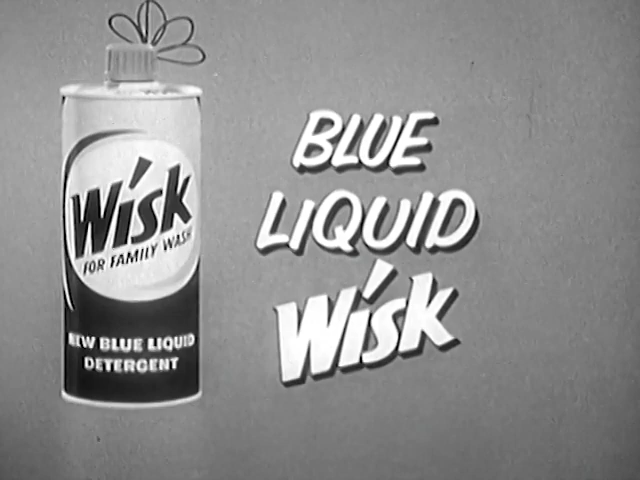 Wisk
FOR FAMILY WASH
NEW BLUE LIQUID
DETERGENT
BLUE
LIQUID
Wisk